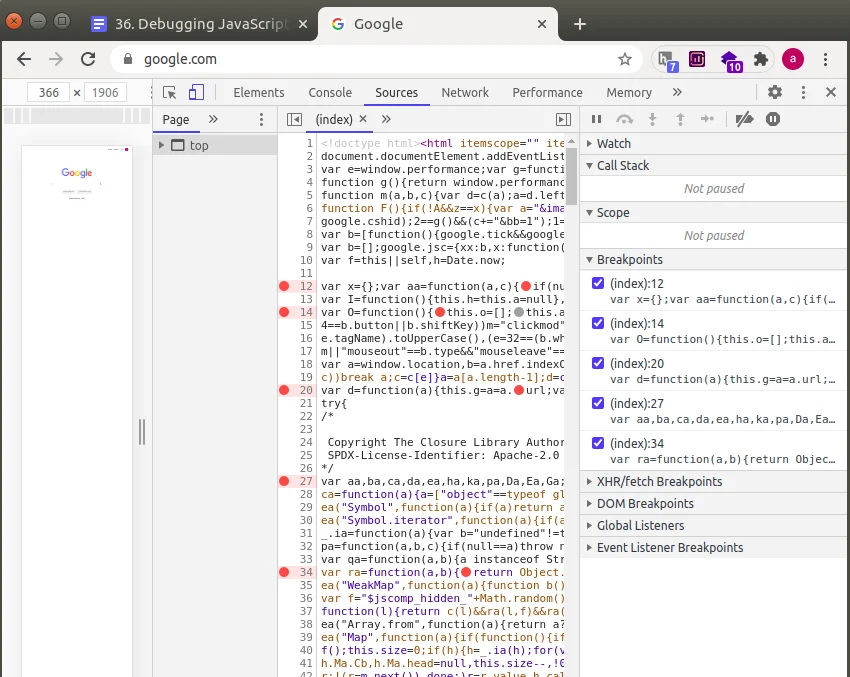 36. Debugging JavaScript
Google
google.com
7
10
a
366 × 1906
Elements Console Sources Network Performance Memory
Page
(index)
top
Google
1 <!doctype html><html itemscope="" ite
2 document.documentElement.addEventList
3 var e=window.performance;var g=functio
4 function g(){return window.performanc
5 function m(a,b,c){var d=c(a);a=d.left
6 function F(){if(!A&&z==x){var a="&ima
7 google.cshid);2==g()&&(c+="&bb=1");1=
8 var b=[function(){google.tick&&google
9 var b=[];google.jsc={xx:b,x:function(
10 var f=this||self,h=Date.now;
11
12 var x={};var aa=function(a,c){if(nu
13 var I=function(){this.h=this.a=null},
14 var O=function(){this.o=[];this.a
15 4==b.button||b.shiftKey))m="clickmod"
16 e.tagName).toUpperCase(),(e=32==(b.wh
17 m||"mouseout"==b.type&&"mouseleave"==
18 var a=window.location,b=a.href.indexO
19 c))break a;c=c[e]}a=a[a.length-1];d=c
20 var d=function(a){this.g=a=a.url;va
21 try{
22 /*
23
24 Copyright The Closure Library Author
25 SPDX-License-Identifier: Apache-2.0
26 */
27 var aa,ba,ca,da,ea,ha,ka,pa,Da,Ea,Ga;
28 ca=function(a){a=["object"==typeof gl
29 ea("Symbol",function(a){if(a)return a
30 ea("Symbol.iterator",function(a){if(a
31 _.ia=function(a){var b="undefined"!=t
32 pa=function(a,b,c){if(null==a)throw n
33 var qa=function(a,b){a instanceof Str
34 var ra=function(a,b){return Object.
35 ea("WeakMap",function(a){function b()
36 var f="$jscomp_hidden_"+Math.random()
37 function(l){return c(l)&&ra(l,f)&&ra(
38 ea("Array.from",function(a){return a?
39 ea("Map",function(a){if(function(){if
40 f();this.size=0;if(h){h=_.ia(h);for(v
41 h.Ma.Cb,h.Ma.head=null,this.size--,!0
Watch
Call Stack
Not paused
Scope
Not paused
Breakpoints
(index):12
var x={};var aa=function(a,c){if(…
(index):14
var O=function(){this.o=[];this.a…
(index):20
var d=function(a){this.g=a=a.url;…
(index):27
var aa,ba,ca,da,ea,ha,ka,pa,Da,Ea…
(index):34
var ra=function(a,b){return Objec…
XHR/fetch Breakpoints
DOM Breakpoints
Global Listeners
Event Listener Breakpoints